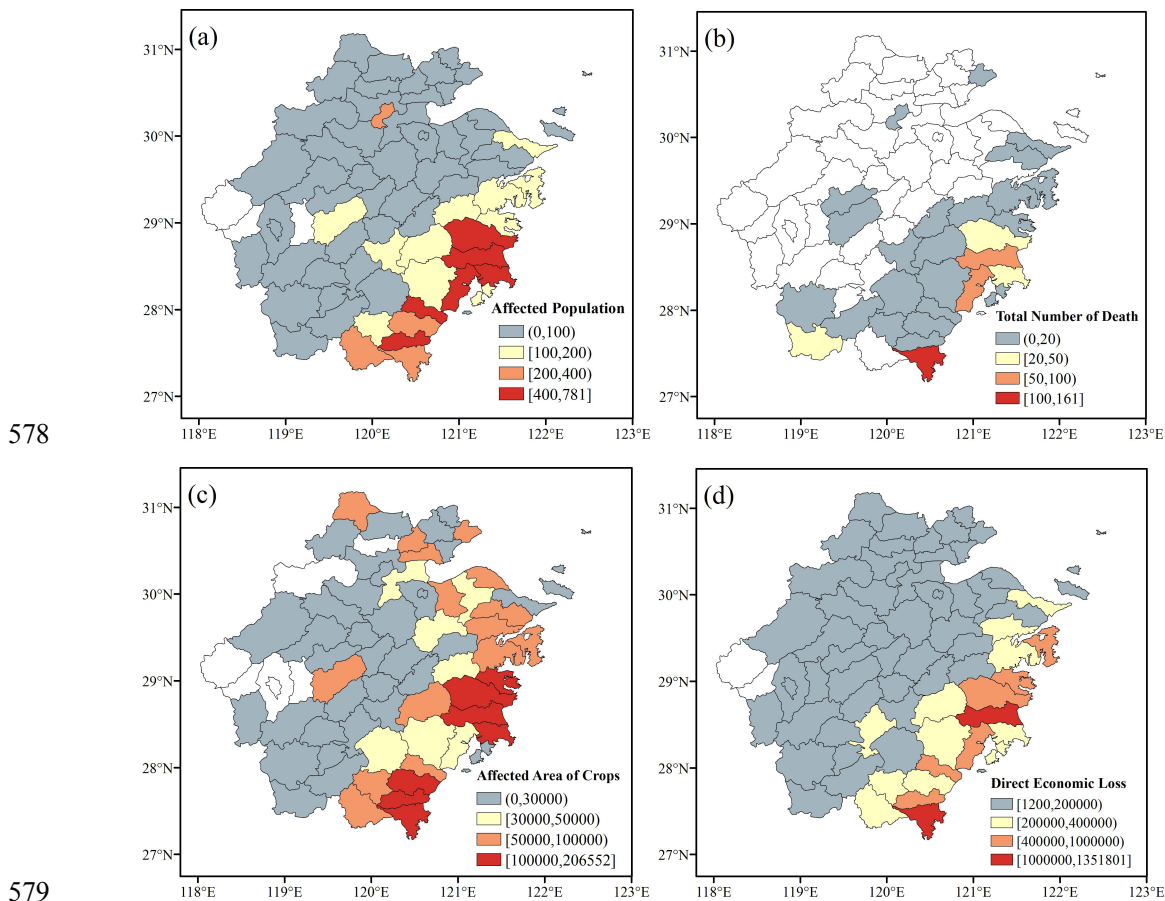 (a)
31°N
30°N
29°N
28°N
27°N
Affected Population
(0,100)
[100,200)
[200,400)
[400,781]
118°E 119°E 120°E 121°E 122°E 123°E
(b)
31°N
30°N
29°N
28°N
27°N
Total Number of Death
(0,20)
[20,50)
[50,100)
[100,161]
118°E 119°E 120°E 121°E 122°E 123°E
578
(c)
31°N
30°N
29°N
28°N
27°N
Affected Area of Crops
(0,30000)
[30000,50000)
[50000,100000)
[100000,206552]
118°E 119°E 120°E 121°E 122°E 123°E
(d)
31°N
30°N
29°N
28°N
27°N
Direct Economic Loss
[1200,200000)
[200000,400000)
[400000,1000000)
[1000000,1351801]
118°E 119°E 120°E 121°E 122°E 123°E
579